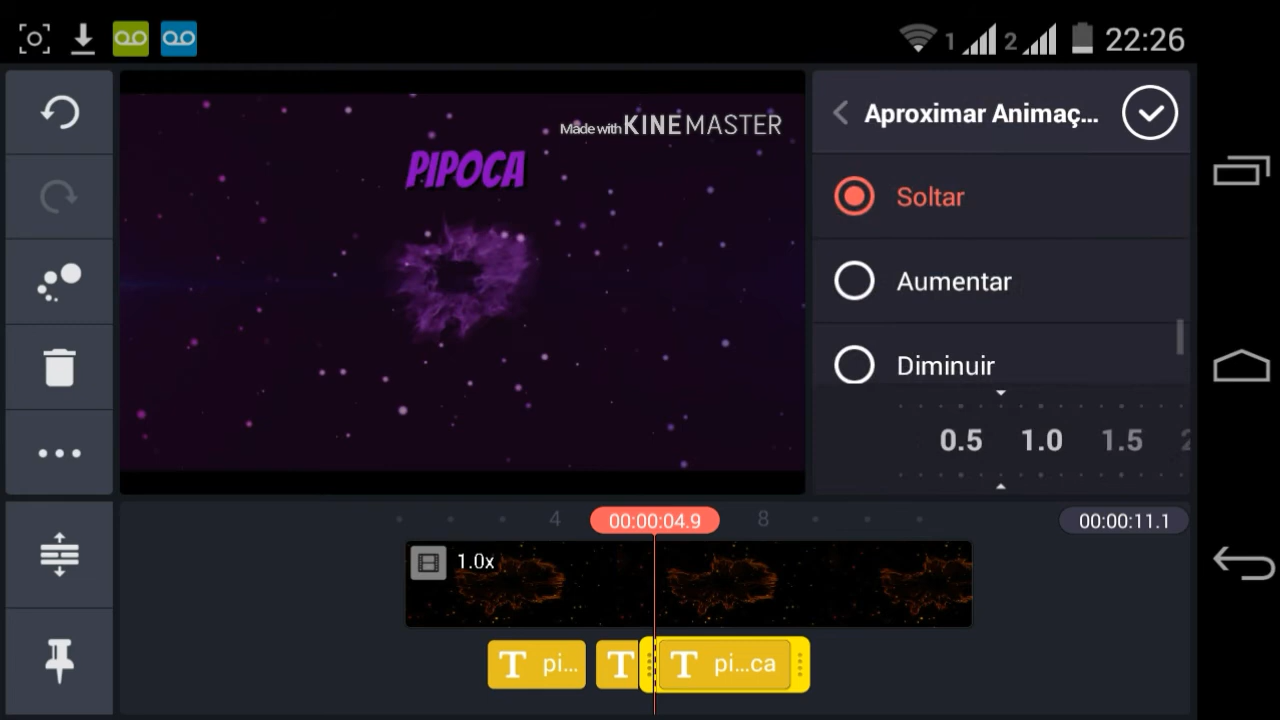 1 2 22:26
Made with KINEMASTER
PIPOCA
Aproximar Animaç...
Soltar
Aumentar
Diminuir
0.5 1.0 1.5 2
4 00:00:04.9 8 00:00:11.1
1.0x
T pi... T T pi...ca